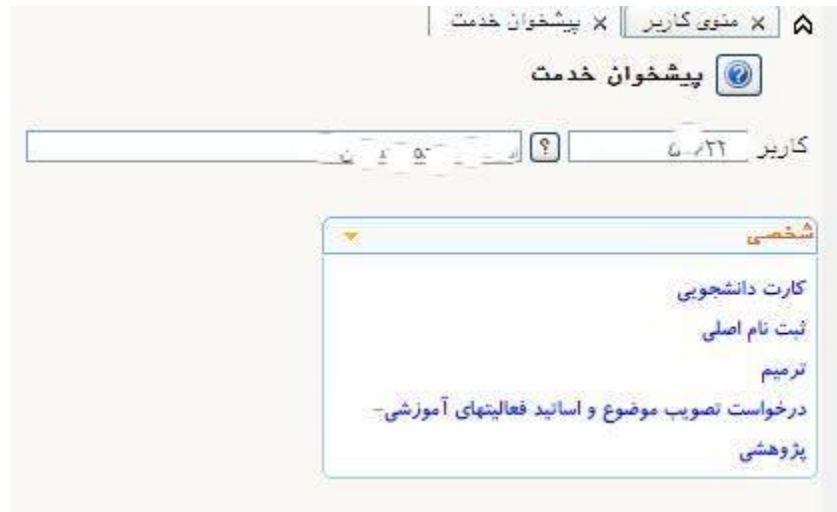 منوی کاربر × پیشخوان خدمت ×
پیشخوان خدمت
کاربر
شخصی
کارت دانشجویی
ثبت نام اصلی
ترمیم
درخواست تصویب موضوع و اساتید فعالیتهای آموزشی-
پژوهشی